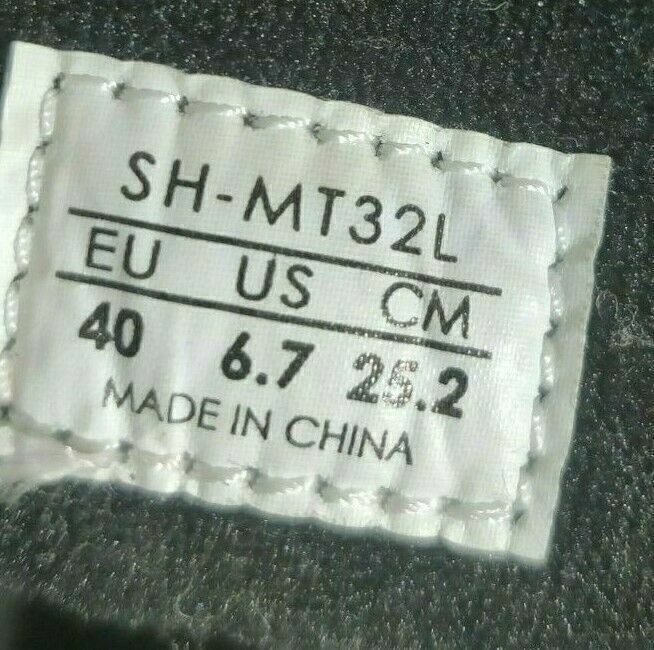 SH-MT32L
EU US CM
40 6.7 25.2
MADE IN CHINA